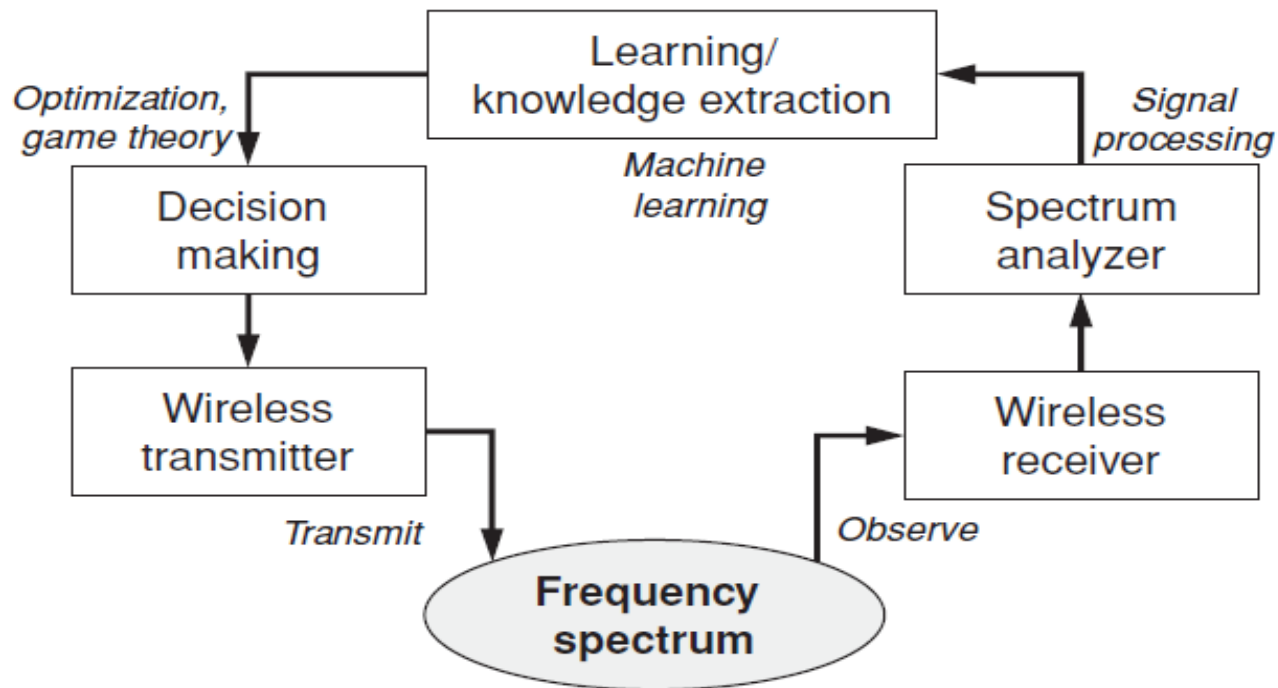 Learning/
knowledge extraction
Optimization,
game theory
Signal
processing
Machine
learning
Decision
making
Spectrum
analyzer
Wireless
transmitter
Wireless
receiver
Transmit
Observe
Frequency
spectrum